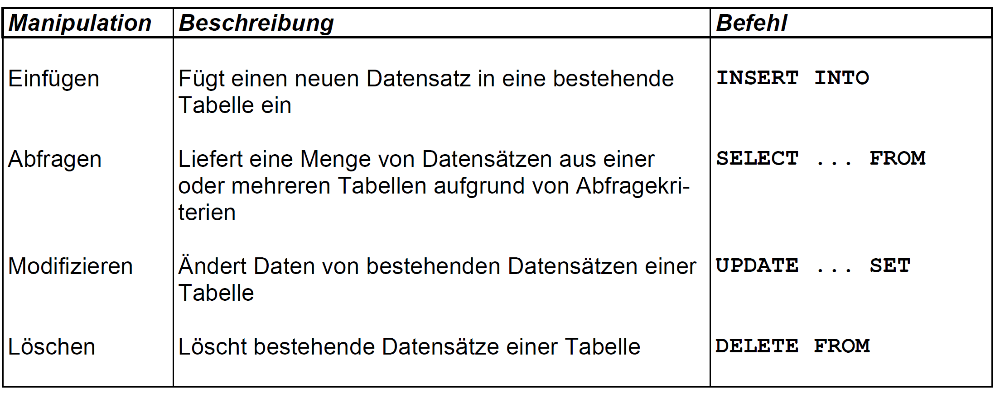 Manipulation Beschreibung Befehl
Einfügen Fügt einen neuen Datensatz in eine bestehende INSERT INTO
Tabelle ein
Abfragen Liefert eine Menge von Datensätzen aus einer SELECT ... FROM
oder mehreren Tabellen aufgrund von Abfragekri-
terien
Modifizieren Ändert Daten von bestehenden Datensätzen einer UPDATE ... SET
Tabelle
Löschen Löscht bestehende Datensätze einer Tabelle DELETE FROM